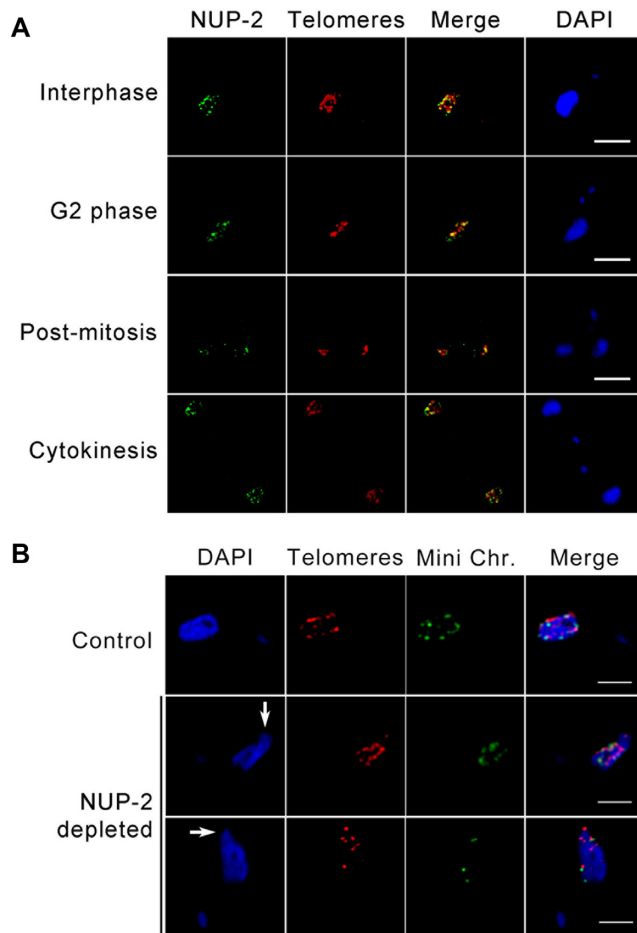 A
NUP-2 Telomeres Merge DAPI
Interphase
G2 phase
Post-mitosis
Cytokinesis
B
DAPI Telomeres Mini Chr. Merge
Control
NUP-2
depleted